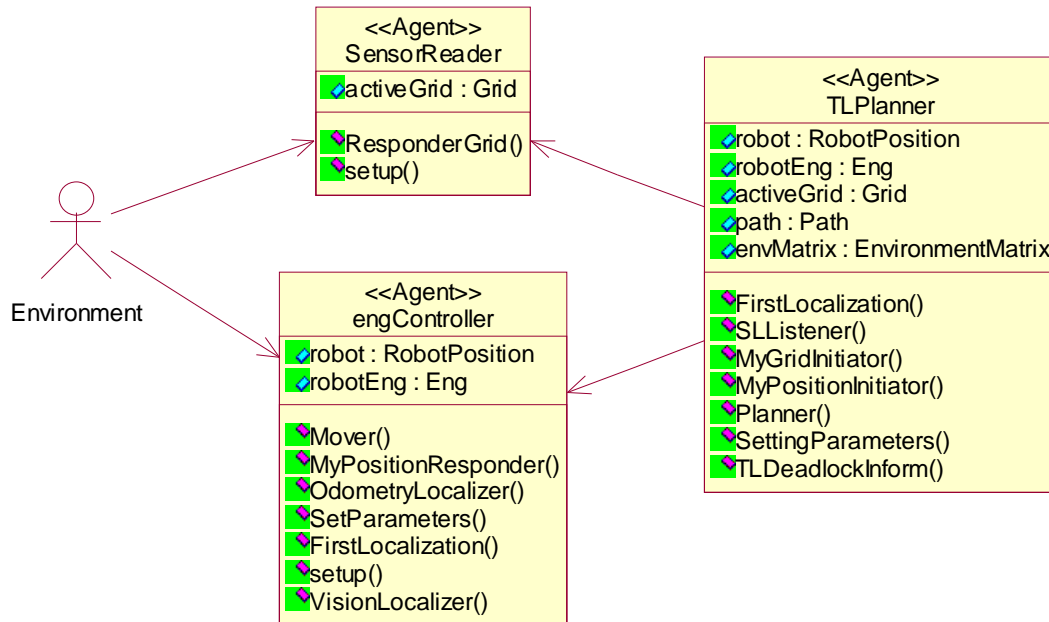 <<Agent>>
SensorReader
activeGrid : Grid
ResponderGrid()
setup()
<<Agent>>
TLPlanner
robot : RobotPosition
robotEng : Eng
activeGrid : Grid
path : Path
envMatrix : EnvironmentMatrix
FirstLocalization()
SLListener()
MyGridInitiator()
MyPositionInitiator()
Planner()
SettingParameters()
TLDeadlockInform()
Environment
<<Agent>>
engController
robot : RobotPosition
robotEng : Eng
Mover()
MyPositionResponder()
OdometryLocalizer()
SetParameters()
FirstLocalization()
setup()
VisionLocalizer()